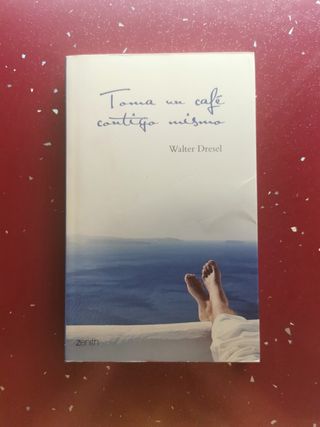 Toma un café
contigo mismo
Walter Dresel
zenith